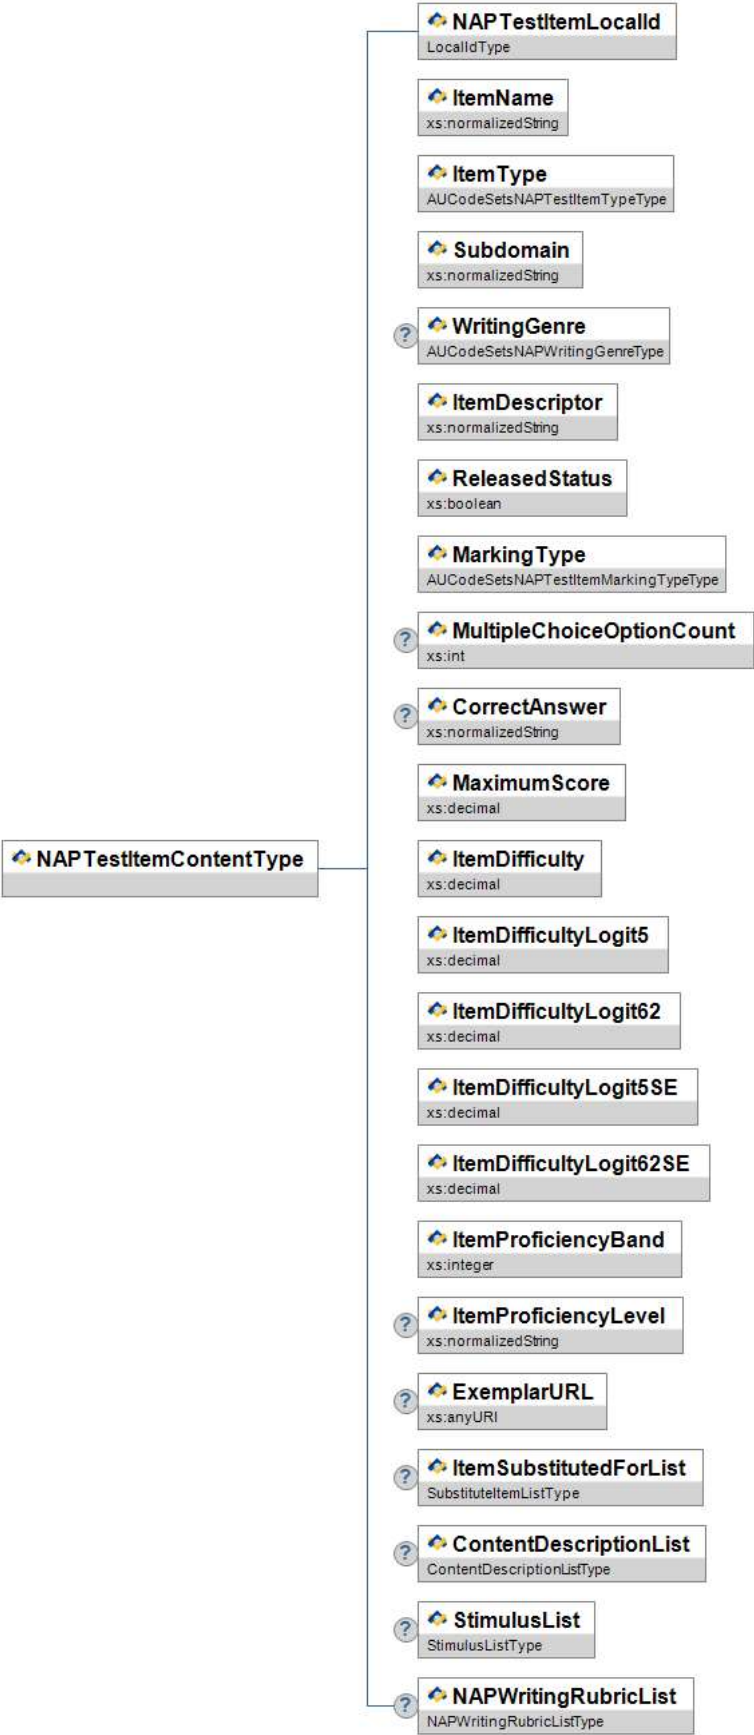 NAPTestItemLocalId
LocalIdType
ItemName
xs:normalizedString
ItemType
AUCodeSetsNAPTestItemTypeType
Subdomain
xs:normalizedString
?
WritingGenre
AUCodeSetsNAPWritingGenreType
ItemDescriptor
xs:normalizedString
ReleasedStatus
xs:boolean
MarkingType
AUCodeSetsNAPTestItemMarkingTypeType
?
MultipleChoiceOptionCount
xs:int
?
CorrectAnswer
xs:normalizedString
MaximumScore
xs:decimal
NAPTestItemContentType
ItemDifficulty
xs:decimal
ItemDifficultyLogit5
xs:decimal
ItemDifficultyLogit62
xs:decimal
ItemDifficultyLogit5SE
xs:decimal
ItemDifficultyLogit62SE
xs:decimal
ItemProficiencyBand
xs:integer
?
ItemProficiencyLevel
xs:normalizedString
?
ExemplarURL
xs:anyURI
?
ItemSubstitutedForList
SubstituteItemListType
?
ContentDescriptionList
ContentDescriptionListType
?
StimulusList
StimulusListType
?
NAPWritingRubricList
NAPWritingRubricListType